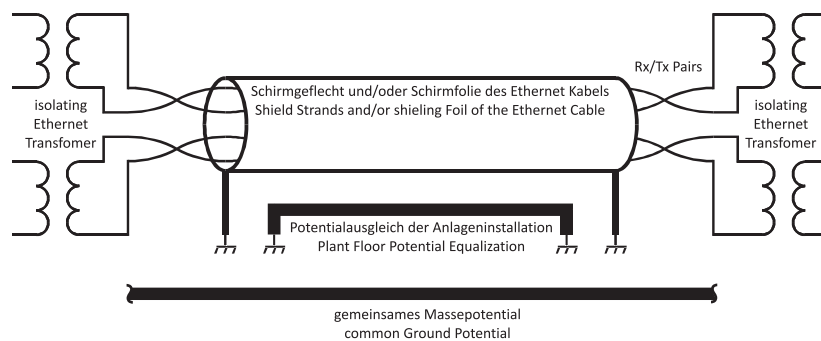 Rx/Tx Pairs
Schirmgeflecht und/oder Schirmfolie des Ethernet Kabels
Shield Strands and/or shieling Foil of the Ethernet Cable
isolating
Ethernet
Transfomer
isolating
Ethernet
Transfomer
Potentialausgleich der Anlageninstallation
Plant Floor Potential Equalization
gemeinsames Massepotential
common Ground Potential